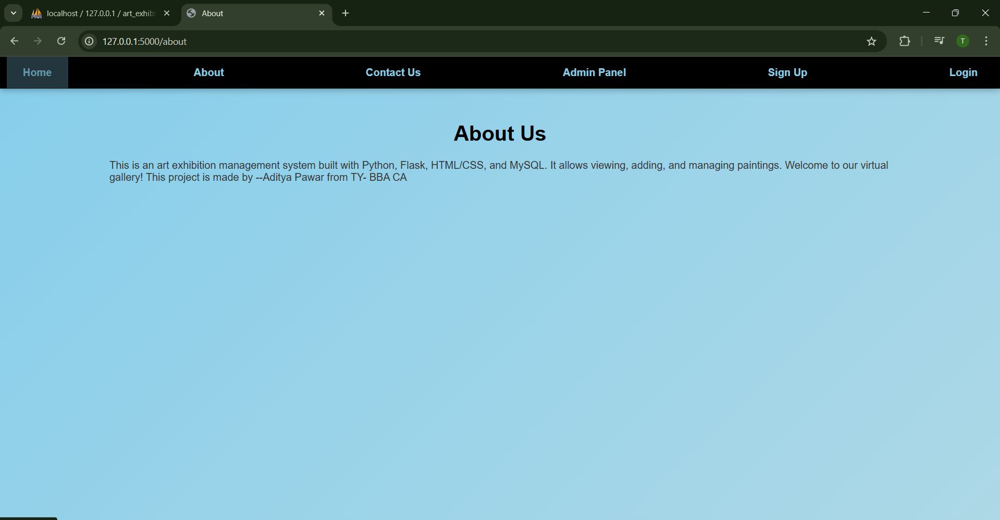 localhost / 127.0.0.1 / art_exhibi
About
127.0.0.1:5000/about
T
Home About Contact Us Admin Panel Sign Up Login
About Us
This is an art exhibition management system built with Python, Flask, HTML/CSS, and MySQL. It allows viewing, adding, and managing paintings. Welcome to our virtual
gallery! This project is made by --Aditya Pawar from TY- BBA CA